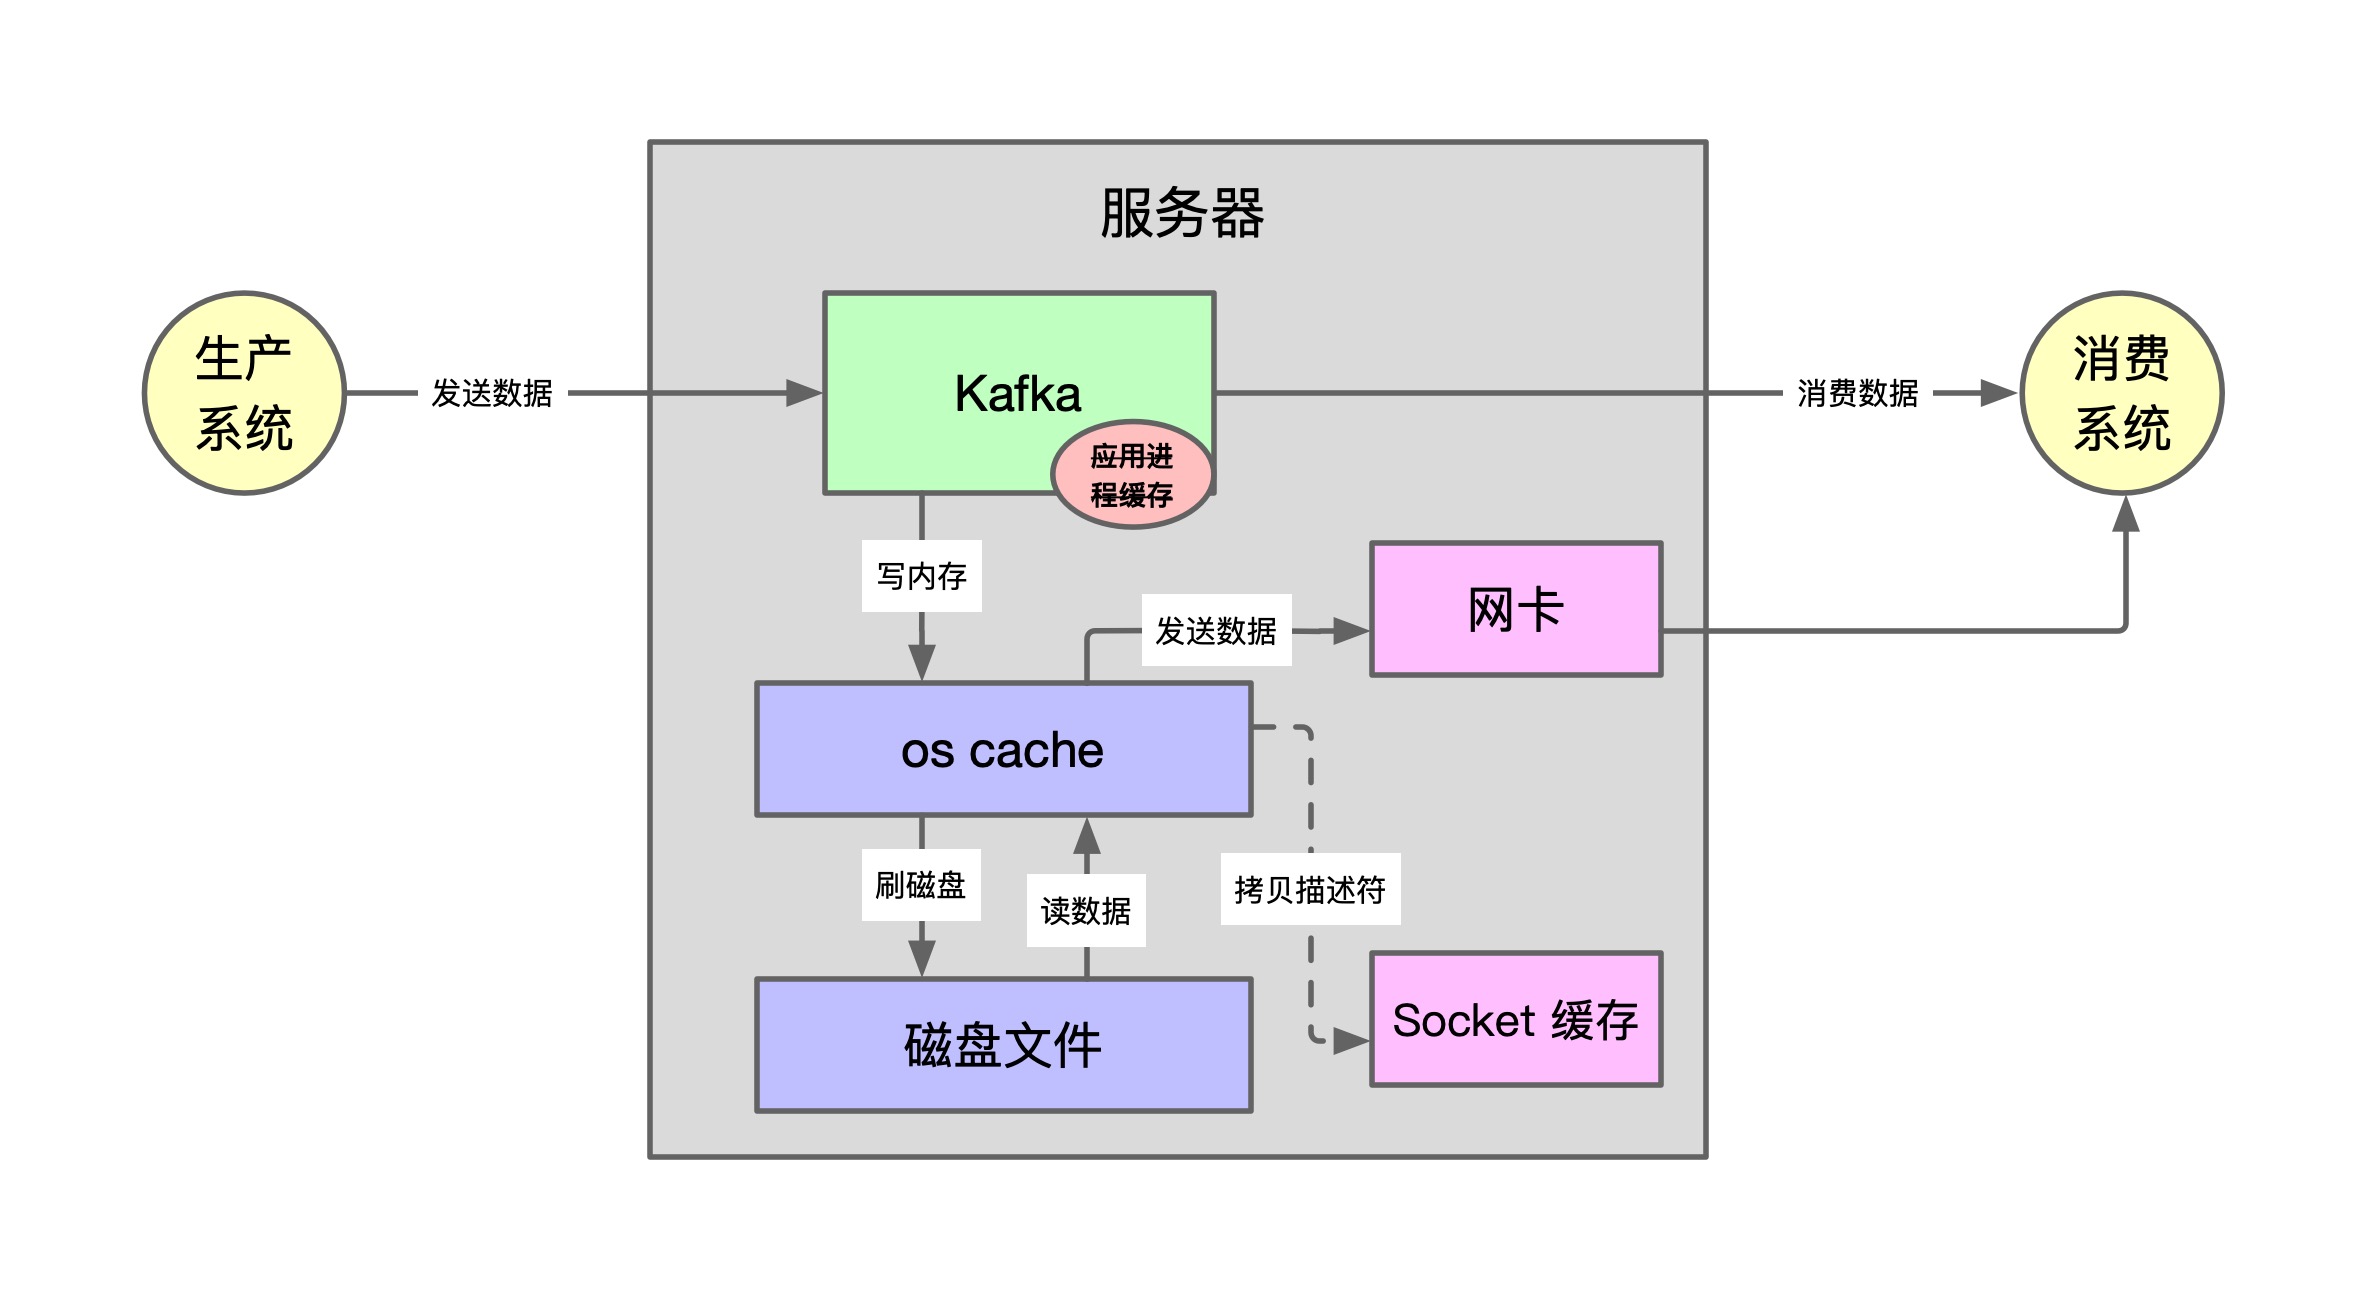 服务器
生产
系统
发送数据
Kafka
应用进
程缓存
消费数据
消费
系统
写内存
发送数据
网卡
os cache
刷磁盘
读数据
拷贝描述符
磁盘文件
Socket 缓存